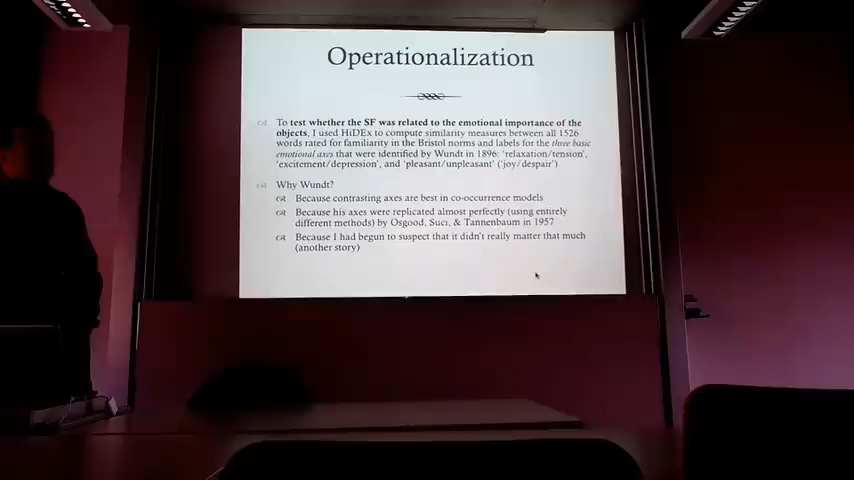 Operationalization
To test whether the SF was related to the emotional importance of the
objects, I used HiDEx to compute similarity measures between all 1526
words rated for familiarity in the Bristol norms and labels for the three basic
emotional axes that were identified by Wundt in 1896: 'relaxation/tension',
'excitement/depression', and 'pleasant/unpleasant' ('joy/despair')
Why Wundt?
Because contrasting axes are best in co-occurrence models
Because his axes were replicated almost perfectly (using entirely
different methods) by Osgood, Suci, & Tannenbaum in 1957
Because I had begun to suspect that it didn't really matter that much
(another story)